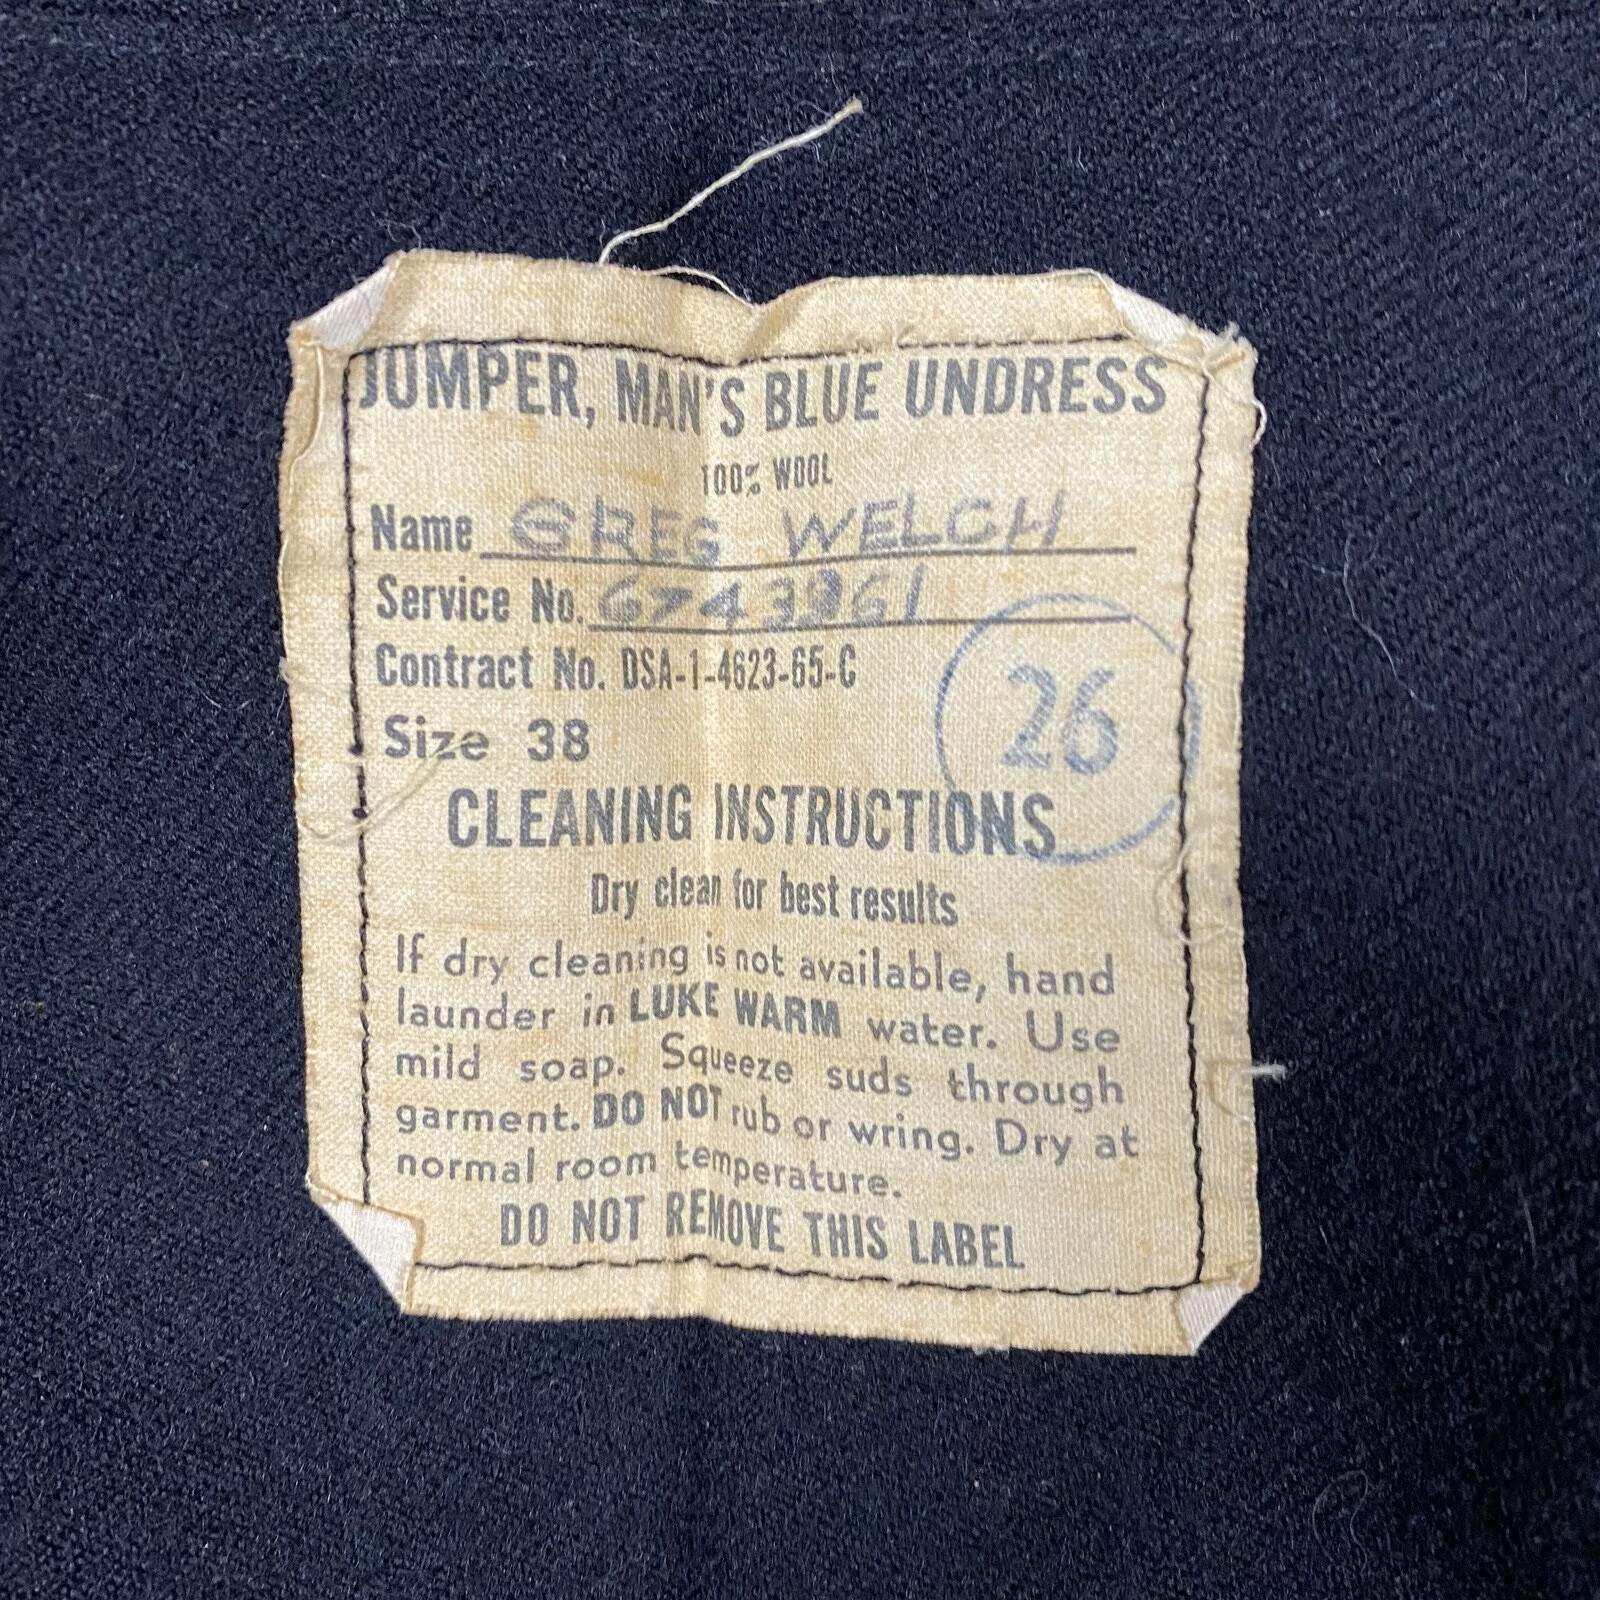 JUMPER, MAN'S BLUE UNDRESS
100% WOOL
Name GREG WELCH
Service No.
Contract No. DSA-1-4623-65-C
Size 38
26
CLEANING INSTRUCTIONS
Dry clean for best results
If dry cleaning is not available, hand
launder in LUKE WARM water. Use
mild soap. Squeeze suds through
garment. DO NOT rub or wring. Dry at
normal room temperature.
DO NOT REMOVE THIS LABEL